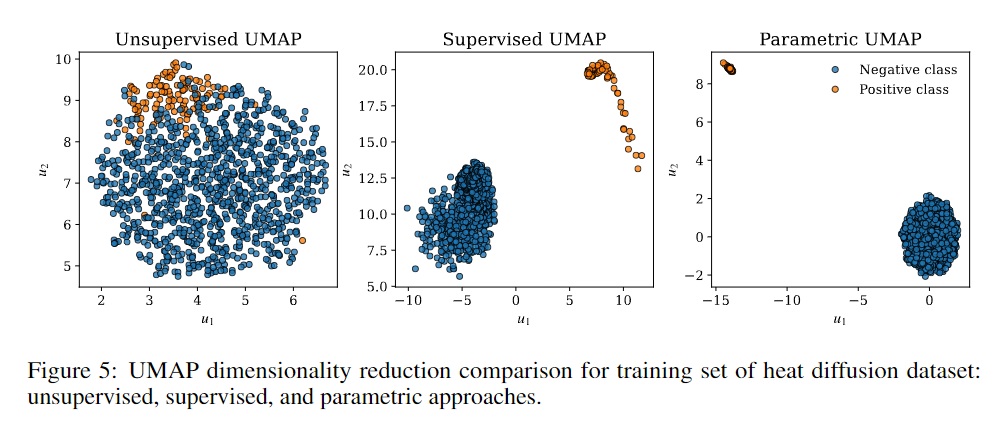 Unsupervised UMAP
10
9
8
7
6
5
u2
2 3 4 5 6
u1
Supervised UMAP
20.0
17.5
15.0
12.5
10.0
7.5
5.0
u2
−10 −5 0 5 10
u1
Parametric UMAP
Negative class
Positive class
8
6
4
2
0
−2
u2
−15 −10 −5 0
u1
Figure 5: UMAP dimensionality reduction comparison for training set of heat diffusion dataset:
unsupervised, supervised, and parametric approaches.